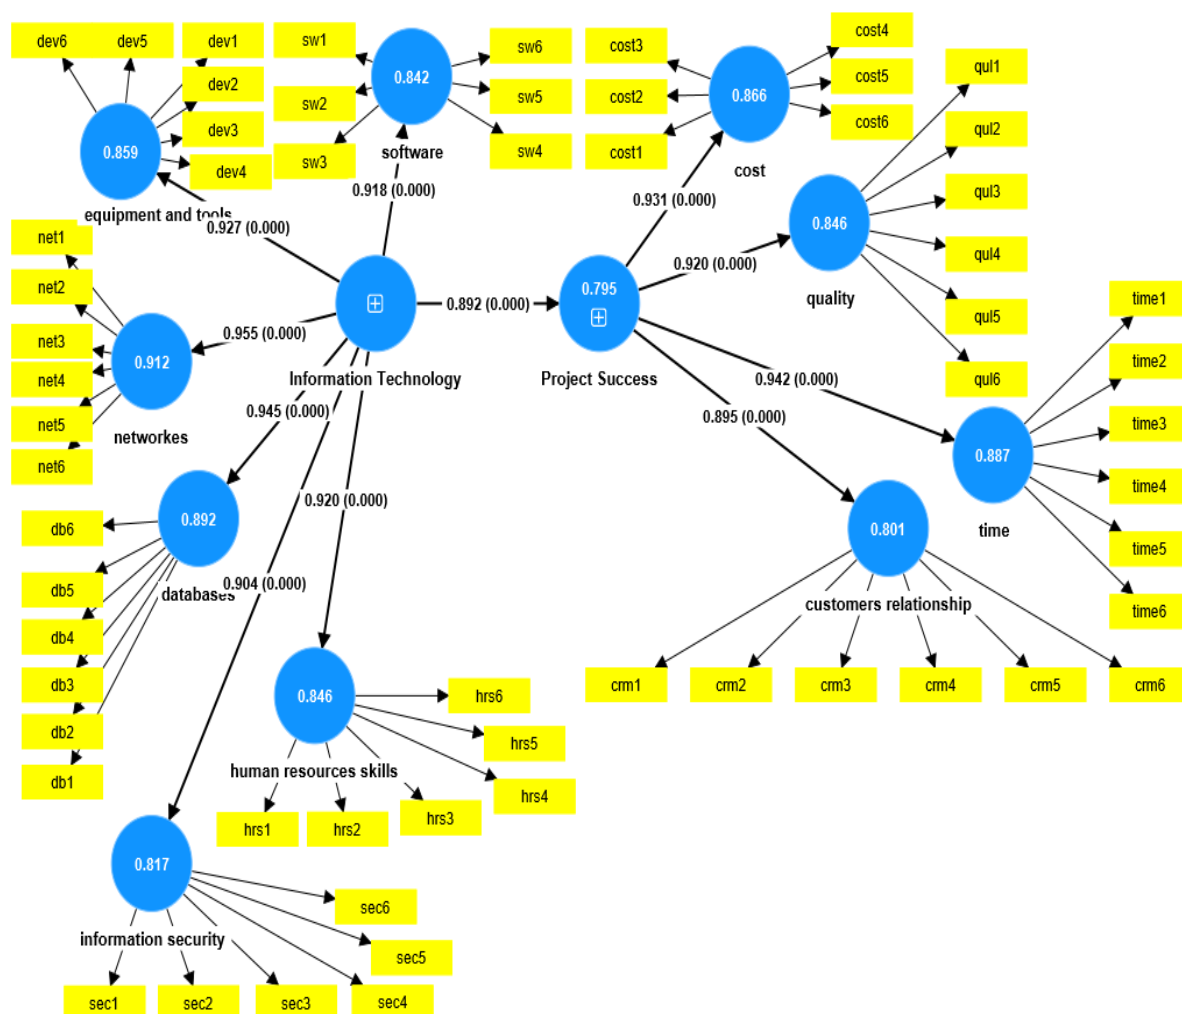 dev6
dev5
dev1
dev2
dev3
dev4
0.859
equipment and tools
sw1
sw2
sw3
0.842
sw6
sw5
sw4
software
0.918 (0.000)
0.927 (0.000)
cost3
cost2
cost1
0.866
cost4
cost5
cost6
cost
0.931 (0.000)
qul1
qul2
qul3
qul4
qul5
qul6
0.846
quality
0.920 (0.000)
net1
net2
net3
net4
net5
net6
0.912
networkes
0.955 (0.000)
Information Technology
0.892 (0.000)
0.795
Project Success
0.942 (0.000)
0.895 (0.000)
time1
time2
time3
time4
time5
time6
0.887
time
0.945 (0.000)
0.920 (0.000)
0.904 (0.000)
db6
db5
db4
db3
db2
db1
0.892
databases
0.801
customers relationship
crm1
crm2
crm3
crm4
crm5
crm6
0.846
human resources skills
hrs6
hrs5
hrs4
hrs3
hrs2
hrs1
0.817
information security
sec6
sec5
sec4
sec3
sec2
sec1